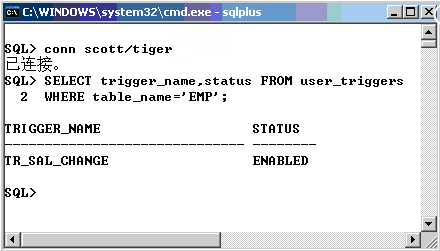 C:\WINDOWS\system32\cmd.exe - sqlplus
SQL> conn scott/tiger
已连接。
SQL> SELECT trigger_name,status FROM user_triggers
  2  WHERE table_name='EMP';
TRIGGER_NAME                   STATUS
------------------------------ --------
TR_SAL_CHANGE                  ENABLED
SQL>